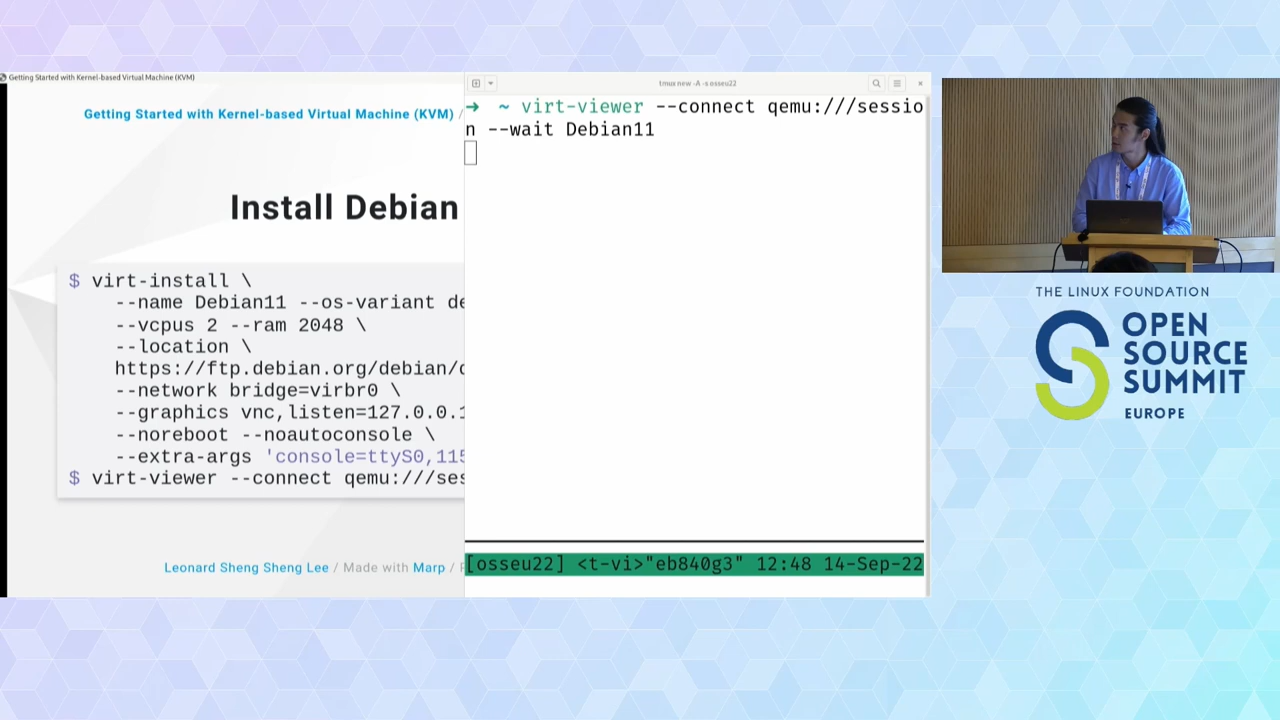 Getting Started with Kernel-based Virtual Machine (KVM)
Getting Started with Kernel-based Virtual Machine (KVM) /
Install Debian
$ virt-install \
--name Debian11 --os-variant de
--vcpus 2 --ram 2048 \
--location \
https://ftp.debian.org/debian/d
--network bridge=virbr0 \
--graphics vnc,listen=127.0.0.1
--noreboot --noautoconsole \
--extra-args 'console=ttyS0,115
$ virt-viewer --connect qemu:///ses
Leonard Sheng Sheng Lee / Made with Marp /
tmux new -A -s osseu22
➜ ~ virt-viewer --connect qemu:///sessio
n --wait Debian11
[osseu22] <t-vi>"eb840g3" 12:48 14-Sep-22
THE LINUX FOUNDATION
OPEN
SOURCE
SUMMIT
EUROPE